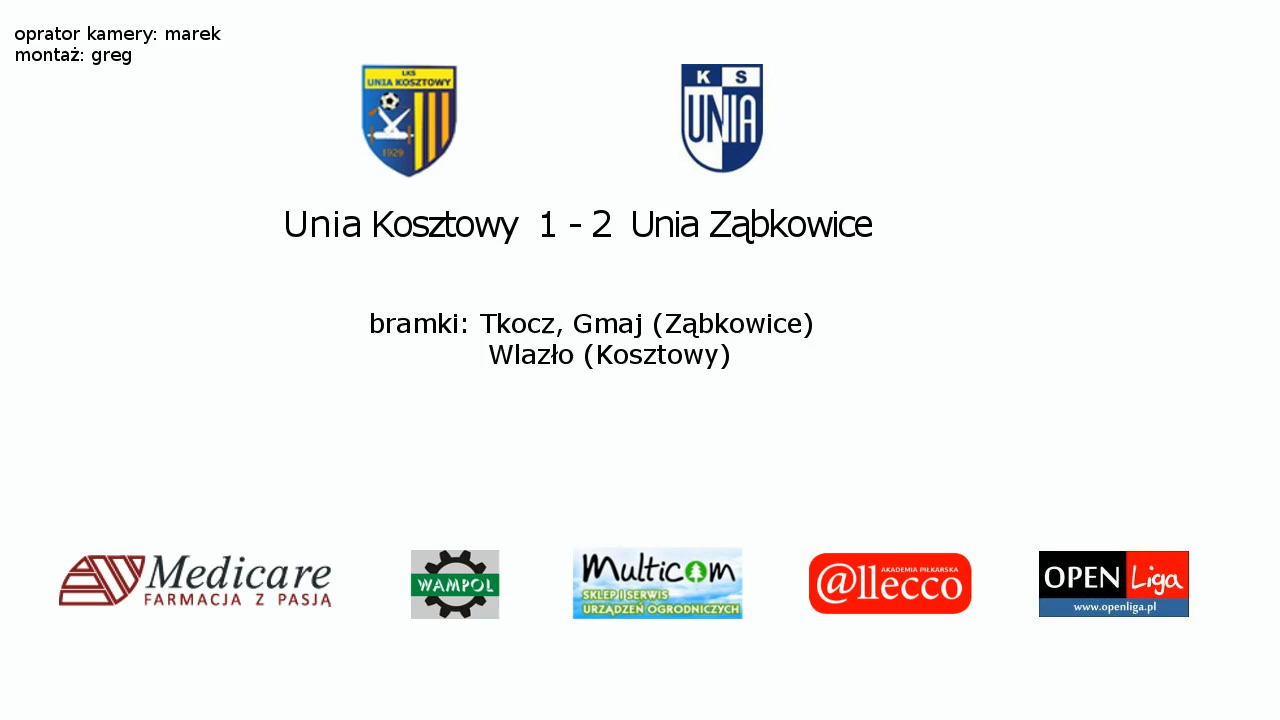 oprator kamery: marek
montaż: greg
LKS
UNIA KOSZTOWY
1929
K S
UNIA
Unia Kosztowy 1 - 2 Unia Ząbkowice
bramki: Tkocz, Gmaj (Ząbkowice)
Wlazło (Kosztowy)
Medicare
FARMACJA Z PASJĄ
WAMPOL
Multicom
SKLEP I SERWIS
URZĄDZEŃ OGRODNICZYCH
AKADEMIA PIŁKARSKA
@llecco
OPEN Liga
www.openliga.pl